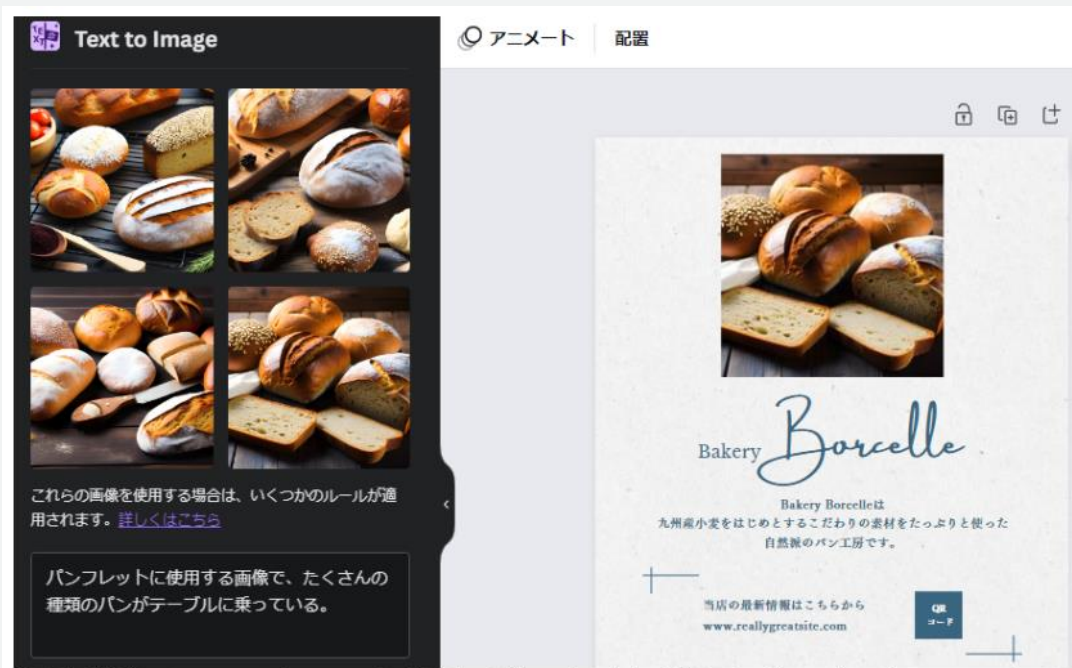 Text to Image
これらの画像を使用する場合は、いくつかのルールが適
用されます。詳しくはこちら
パンフレットに使用する画像で、たくさんの
種類のパンがテーブルに乗っている。
アニメート
配置
Bakery Borcelle
Bakery Borcelleは
九州産小麦をはじめとするこだわりの素材をたっぷりと使った
自然派のパン工房です。
当店の最新情報はこちらから
www.reallygreatsite.com
QR
コード